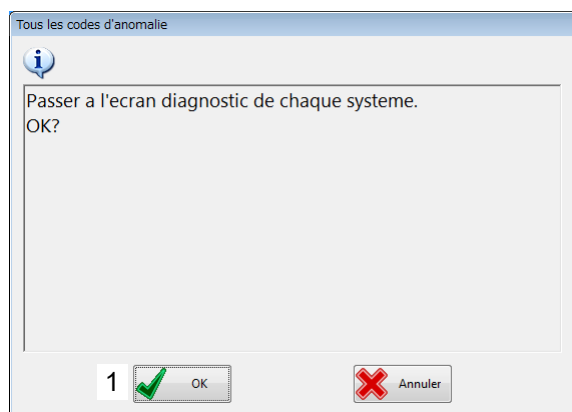 Tous les codes d'anomalie
Passer a l'ecran diagnostic de chaque systeme.
OK?
1 OK Annuler